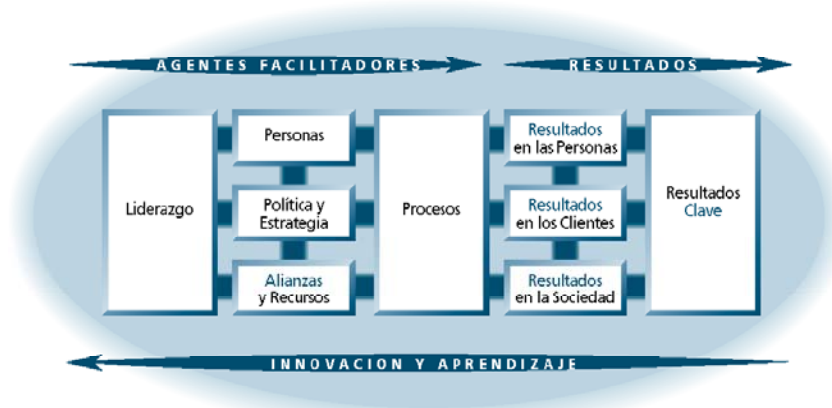 AGENTES FACILITADORES
RESULTADOS
Liderazgo
Personas
Política y
Estrategia
Alianzas
y Recursos
Procesos
Resultados
en las Personas
Resultados
en los Clientes
Resultados
en la Sociedad
Resultados
Clave
INNOVACION Y APRENDIZAJE